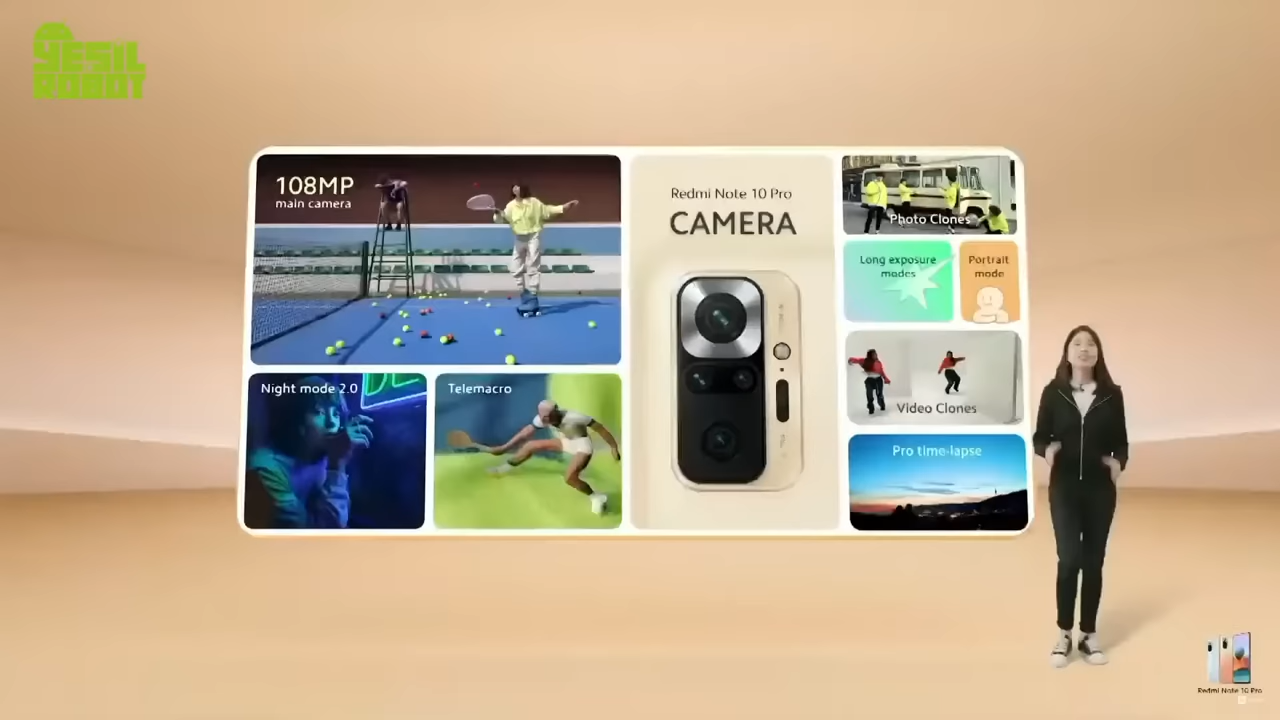 YEŞİL
ROBOT
108MP
main camera
Night mode 2.0
Telemacro
Redmi Note 10 Pro
CAMERA
Photo Clones
Long exposure
modes
Portrait
mode
Video Clones
Pro time-lapse
Redmi Note 10 Pro